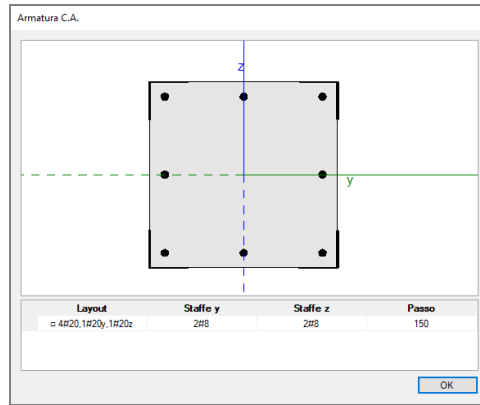 Armatura C.A.
z
y
Layout Staffe y Staffe z Passo
¤ 4#20,1#20y,1#20z 2#8 2#8 150
OK